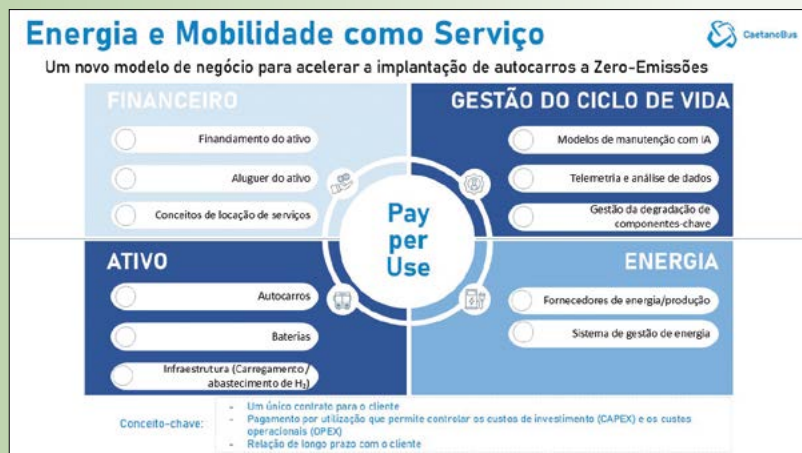 Energia e Mobilidade como Serviço
CaetanoBus
Um novo modelo de negócio para acelerar a implantação de autocarros a Zero-Emissões
FINANCEIRO
Financiamento do ativo
Aluguer do ativo
Conceitos de locação de serviços
GESTÃO DO CICLO DE VIDA
Modelos de manutenção com IA
Telemetria e análise de dados
Gestão da degradação de
componentes-chave
Pay
per
Use
ATIVO
Autocarros
Baterias
Infraestrutura (Carregamento/
abastecimento de H₂)
ENERGIA
Fornecedores de energia/produção
Sistema de gestão de energia
Conceito-chave:
- Um único contrato para o cliente
- Pagamento por utilização que permite controlar os custos de investimento (CAPEX) e os custos
operacionais (OPEX)
- Relação de longo prazo com o cliente